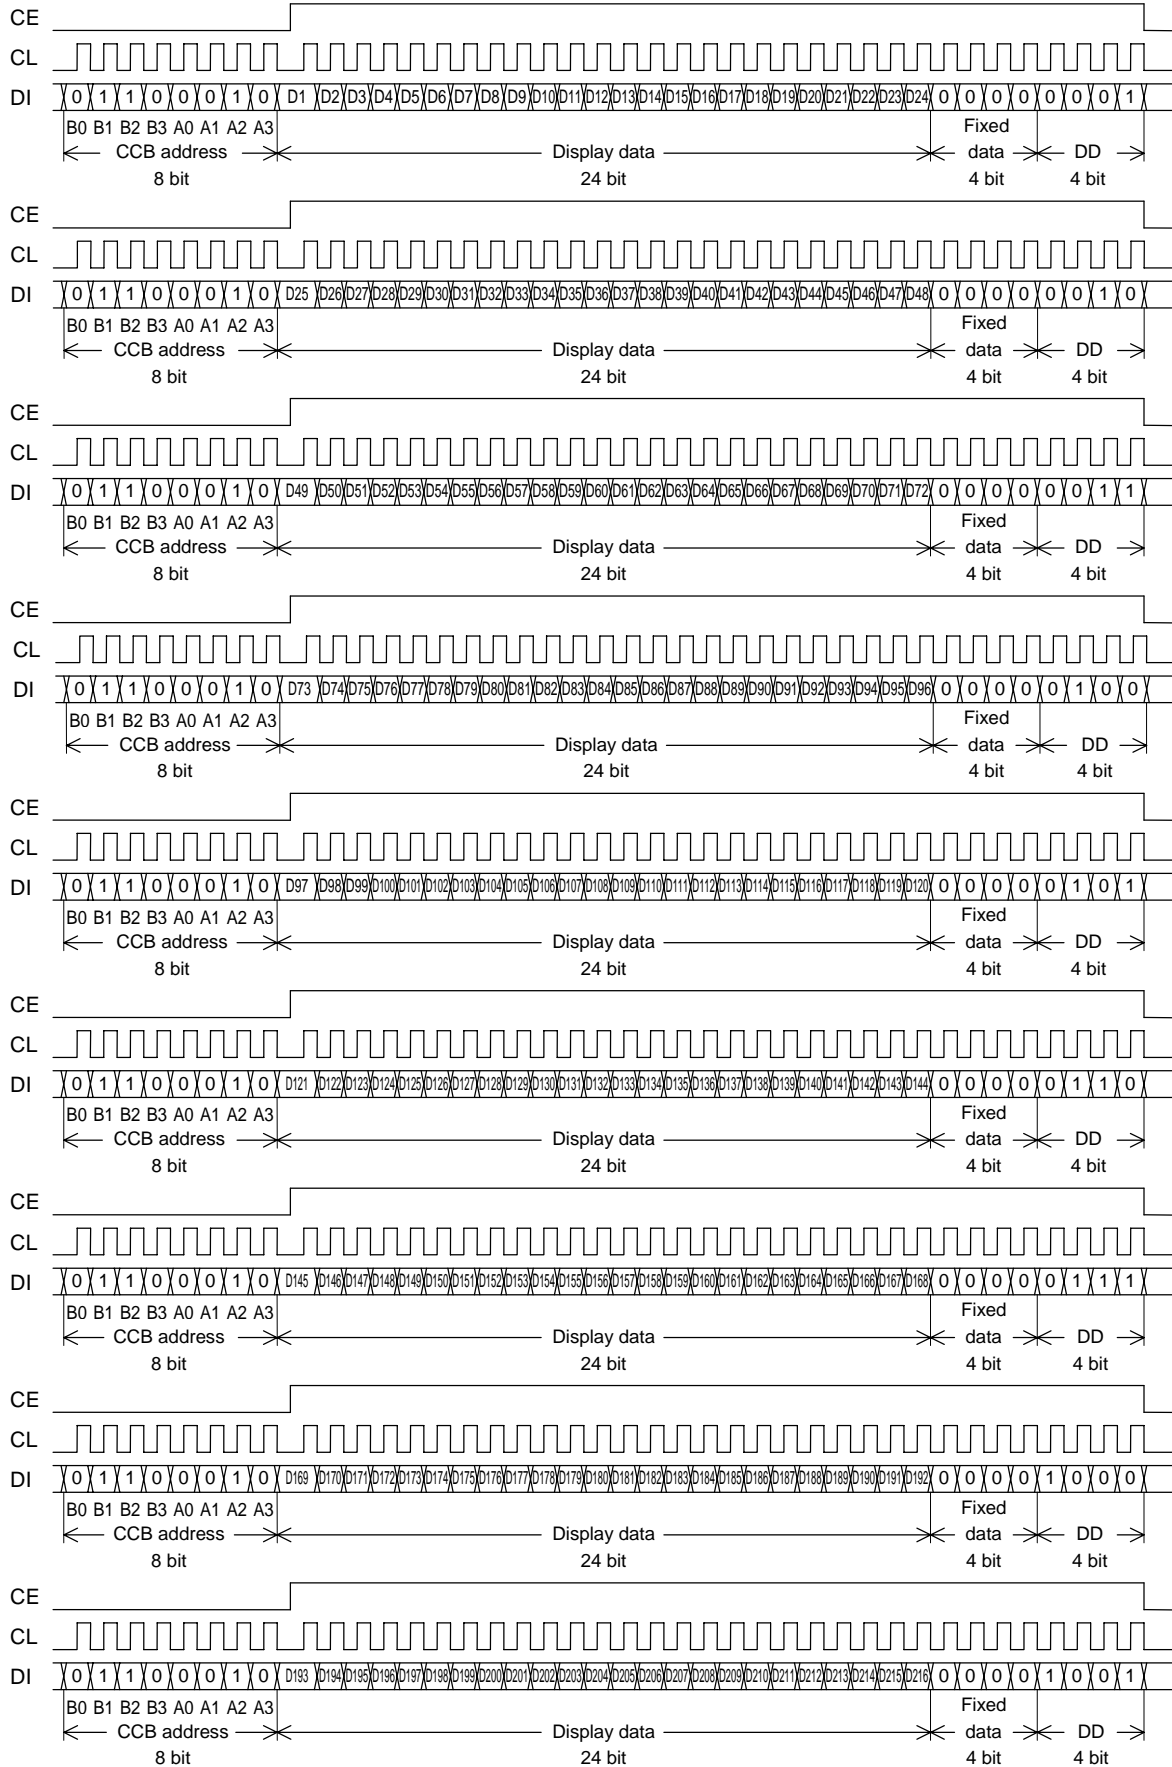 CE
CL
DI 0 1 1 0 0 0 1 0 D1 D2 D3 D4 D5 D6 D7 D8 D9 D10 D11 D12 D13 D14 D15 D16 D17 D18 D19 D20 D21 D22 D23 D24 0 0 0 0 0 0 0 1
B0 B1 B2 B3 A0 A1 A2 A3 Fixed
CCB address Display data data DD
8 bit 24 bit 4 bit 4 bit
CE
CL
DI 0 1 1 0 0 0 1 0 D25 D26 D27 D28 D29 D30 D31 D32 D33 D34 D35 D36 D37 D38 D39 D40 D41 D42 D43 D44 D45 D46 D47 D48 0 0 0 0 0 0 1 0
B0 B1 B2 B3 A0 A1 A2 A3 Fixed
CCB address Display data data DD
8 bit 24 bit 4 bit 4 bit
CE
CL
DI 0 1 1 0 0 0 1 0 D49 D50 D51 D52 D53 D54 D55 D56 D57 D58 D59 D60 D61 D62 D63 D64 D65 D66 D67 D68 D69 D70 D71 D72 0 0 0 0 0 0 1 1
B0 B1 B2 B3 A0 A1 A2 A3 Fixed
CCB address Display data data DD
8 bit 24 bit 4 bit 4 bit
CE
CL
DI 0 1 1 0 0 0 1 0 D73 D74 D75 D76 D77 D78 D79 D80 D81 D82 D83 D84 D85 D86 D87 D88 D89 D90 D91 D92 D93 D94 D95 D96 0 0 0 0 0 1 0 0
B0 B1 B2 B3 A0 A1 A2 A3 Fixed
CCB address Display data data DD
8 bit 24 bit 4 bit 4 bit
CE
CL
DI 0 1 1 0 0 0 1 0 D97 D98 D99 D100 D101 D102 D103 D104 D105 D106 D107 D108 D109 D110 D111 D112 D113 D114 D115 D116 D117 D118 D119 D120 0 0 0 0 0 1 0 1
B0 B1 B2 B3 A0 A1 A2 A3 Fixed
CCB address Display data data DD
8 bit 24 bit 4 bit 4 bit
CE
CL
DI 0 1 1 0 0 0 1 0 D121 D122 D123 D124 D125 D126 D127 D128 D129 D130 D131 D132 D133 D134 D135 D136 D137 D138 D139 D140 D141 D142 D143 D144 0 0 0 0 0 1 1 0
B0 B1 B2 B3 A0 A1 A2 A3 Fixed
CCB address Display data data DD
8 bit 24 bit 4 bit 4 bit
CE
CL
DI 0 1 1 0 0 0 1 0 D145 D146 D147 D148 D149 D150 D151 D152 D153 D154 D155 D156 D157 D158 D159 D160 D161 D162 D163 D164 D165 D166 D167 D168 0 0 0 0 0 1 1 1
B0 B1 B2 B3 A0 A1 A2 A3 Fixed
CCB address Display data data DD
8 bit 24 bit 4 bit 4 bit
CE
CL
DI 0 1 1 0 0 0 1 0 D169 D170 D171 D172 D173 D174 D175 D176 D177 D178 D179 D180 D181 D182 D183 D184 D185 D186 D187 D188 D189 D190 D191 D192 0 0 0 0 1 0 0 0
B0 B1 B2 B3 A0 A1 A2 A3 Fixed
CCB address Display data data DD
8 bit 24 bit 4 bit 4 bit
CE
CL
DI 0 1 1 0 0 0 1 0 D193 D194 D195 D196 D197 D198 D199 D200 D201 D202 D203 D204 D205 D206 D207 D208 D209 D210 D211 D212 D213 D214 D215 D216 0 0 0 0 1 0 0 1
B0 B1 B2 B3 A0 A1 A2 A3 Fixed
CCB address Display data data DD
8 bit 24 bit 4 bit 4 bit